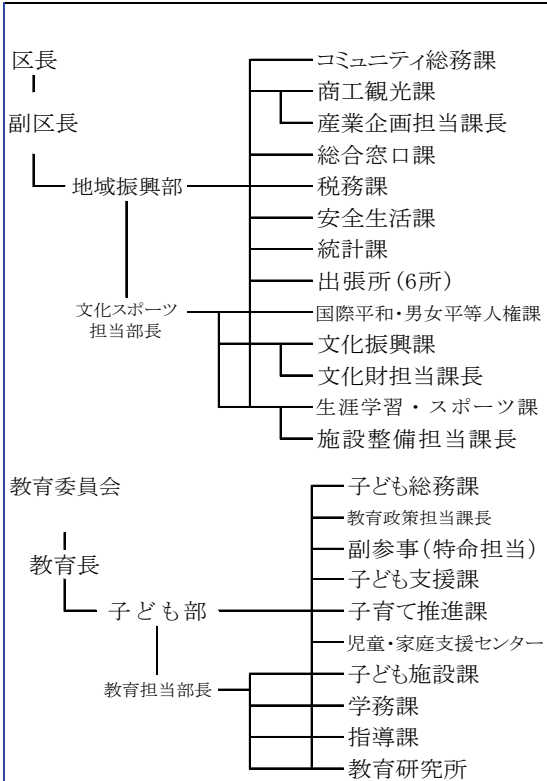 区長
副区長
地域振興部
文化スポーツ
担当部長
コミュニティ総務課
商工観光課
産業企画担当課長
総合窓口課
税務課
安全生活課
統計課
出張所(6所)
国際平和・男女平等人権課
文化振興課
文化財担当課長
生涯学習・スポーツ課
施設整備担当課長
教育委員会
教育長
子ども部
教育担当部長
子ども総務課
教育政策担当課長
副参事(特命担当)
子ども支援課
子育て推進課
児童・家庭支援センター
子ども施設課
学務課
指導課
教育研究所